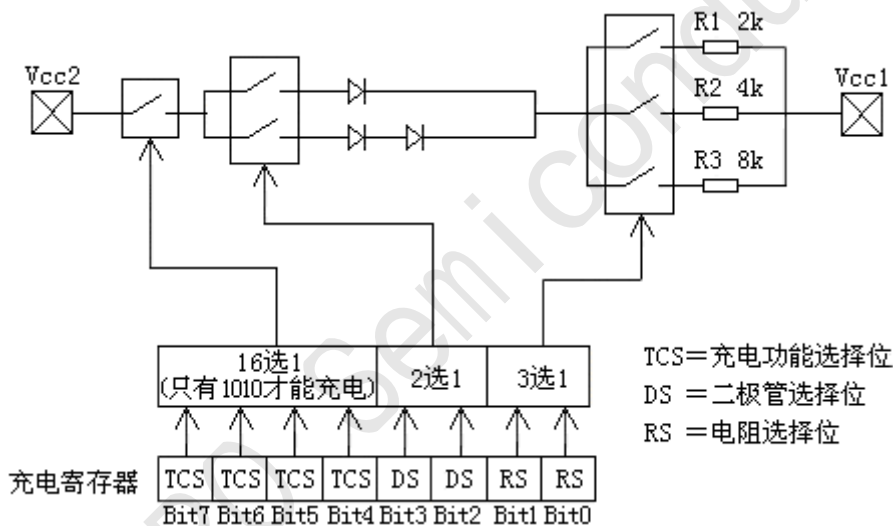 R1 2k
Vcc2
Vcc1
R2 4k
R3 8k
16选1
(只有1010才能充电)
2选1
3选1
TCS=充电功能选择位
DS =二极管选择位
RS =电阻选择位
充电寄存器
TCS TCS TCS TCS DS DS RS RS
Bit7 Bit6 Bit5 Bit4 Bit3 Bit2 Bit1 Bit0
on Semicondu